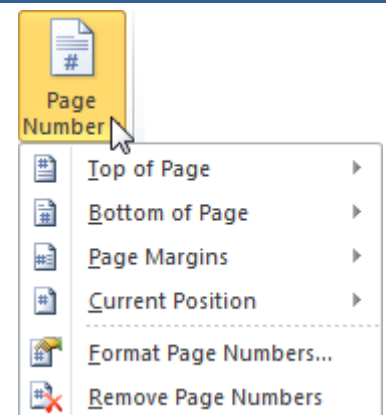 #
Page
Number
Top of Page
Bottom of Page
Page Margins
Current Position
Format Page Numbers...
Remove Page Numbers